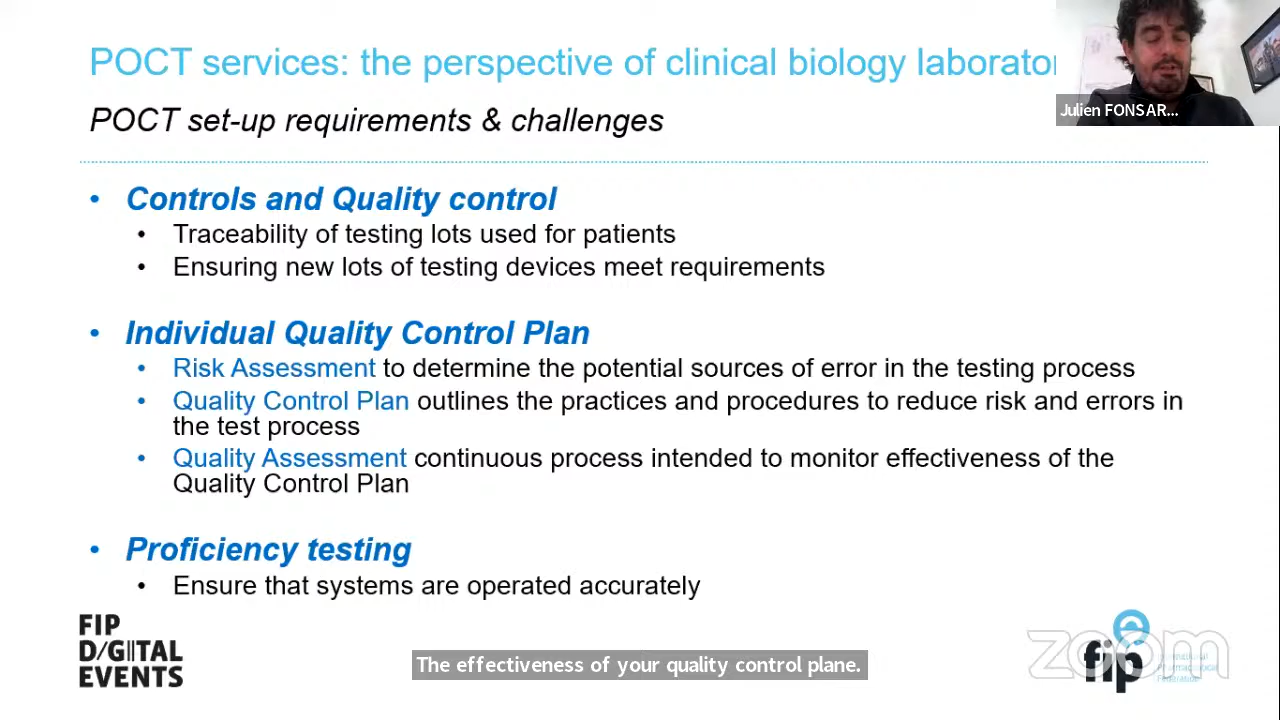 POCT services: the perspective of clinical biology laborator
POCT set-up requirements & challenges
Julien FONSAR...
• Controls and Quality control
• Traceability of testing lots used for patients
• Ensuring new lots of testing devices meet requirements
• Individual Quality Control Plan
• Risk Assessment to determine the potential sources of error in the testing process
• Quality Control Plan outlines the practices and procedures to reduce risk and errors in
the test process
• Quality Assessment continuous process intended to monitor effectiveness of the
Quality Control Plan
• Proficiency testing
• Ensure that systems are operated accurately
FIP
DIGITAL
EVENTS
The effectiveness of your quality control plane.
zoom
fip
Pharmaceutical
Federation